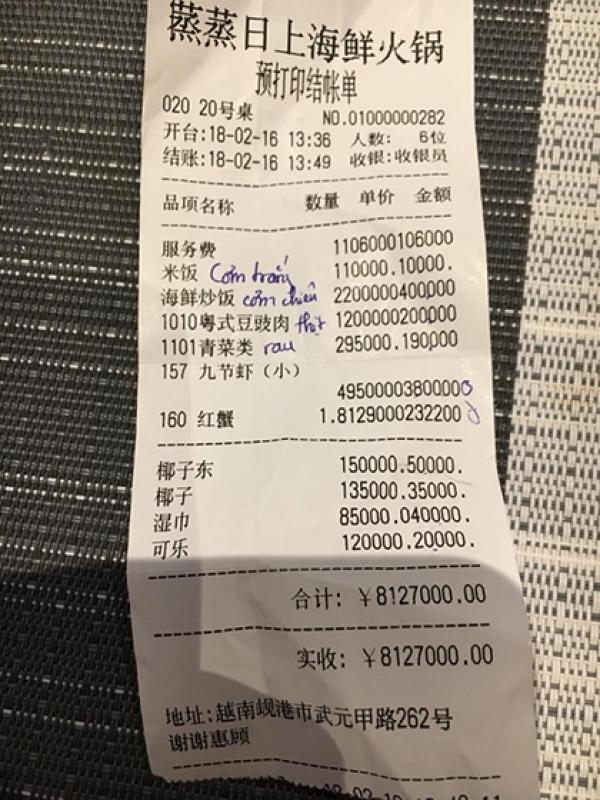 蒸蒸日上海鲜火锅
预打印结帐单
020 20号桌 NO.01000000282
开台:18-02-16 13:36 人数: 6位
结账:18-02-16 13:49 收银:收银员
品项名称 数量 单价 金额
服务费 1106000106000
米饭 Cơm trắng 110000.10000.
海鲜炒饭 cơm chiên 2200000400000
1010粤式豆豉肉 thịt 1200000200000
1101青菜类 rau 295000.190000
157 九节虾（小）
49500003800000
160 红蟹 1.8129000232200
椰子东 150000.50000.
椰子 135000.35000.
湿巾 85000.040000.
可乐 120000.20000.
合计: ￥8127000.00
实收: ￥8127000.00
地址:越南岘港市武元甲路262号
谢谢惠顾